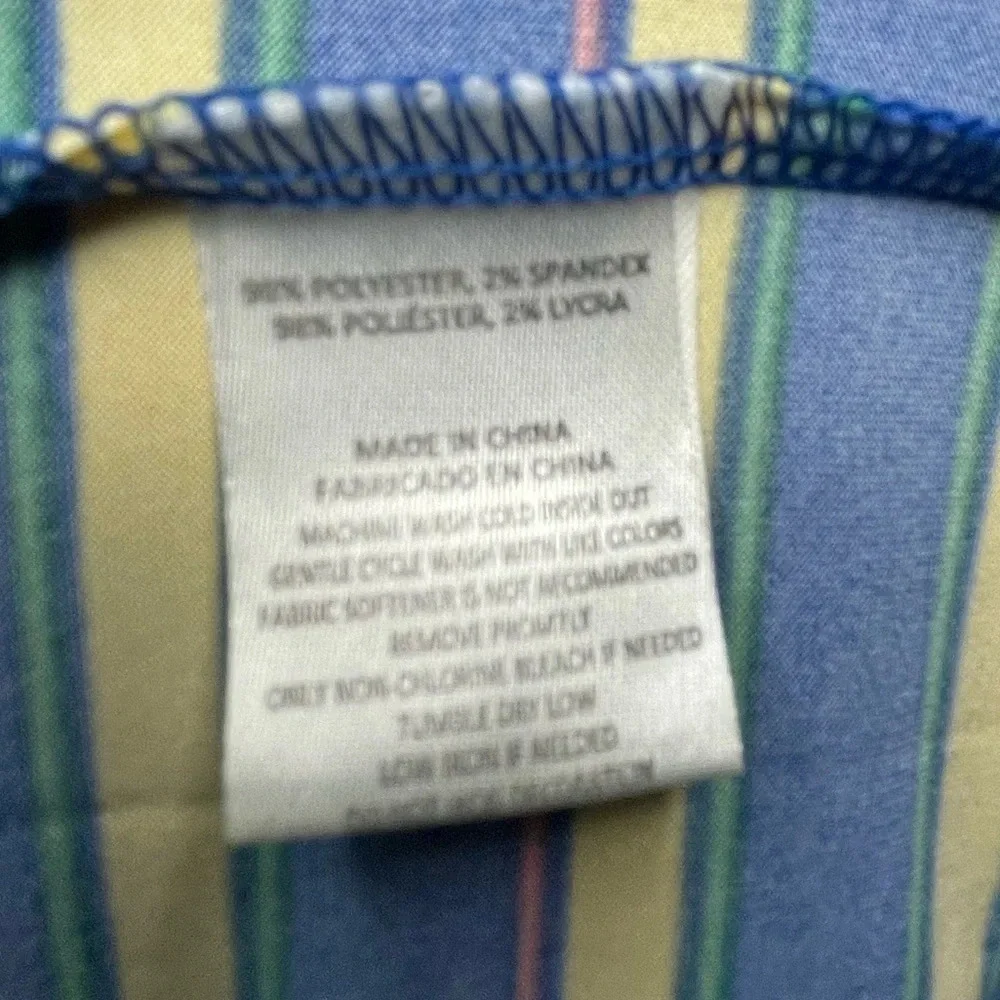 98% POLYESTER, 2% SPANDEX
98% POLIÉSTER, 2% LYCRA
MADE IN CHINA
FABRICADO EN CHINA
MACHINE WASH COLD INSIDE OUT
GENTLE CYCLE WASH WITH LIKE COLORS
FABRIC SOFTENER IS NOT RECOMMENDED
REMOVE PROMTLY
ONLY NON-CHLORINE BLEACH IF NEEDED
TUMBLE DRY LOW
LOW IRON IF NEEDED
DECORATION